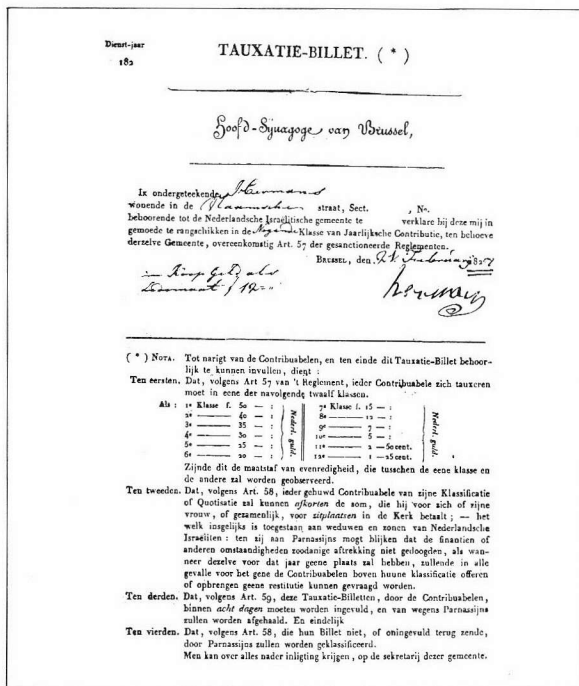 Dienst-jaar
182
TAUXATIE-BILLET. ( * )
Hoofd-Synagoge van Brussel,
Ik ondergeteekende Hermans
wonende in de Vlaamsche straat, Sect. , No.
behoorende tot de Nederlandsche Israëlitische gemeente te verklare bij deze mij in
gemoede te rangschikken in de Klasse van Jaarlijksche Contributie, ten behoeve
derzelve Gemeente, overeenkomstig Art. 57 der gesanctioneerde Reglementen.
BRUSSEL, den Februarij 1827
( * ) NOTA. Tot narigt van de Contribuabelen, en ten einde dit Tauxatie-Billet behoor-
lijk te kunnen invullen, dient :
Ten eersten. Dat, volgens Art 57 van 't Reglement, ieder Contribuabele zich tauxeren
moet in eene der navolgende twaalf klassen.
Als : 1e Klasse f. 50 — : 7e Klasse f. 15 — :
2e — 40 — : 8e — 12 — :
3e — 35 — : 9e — 7 — :
4e — 30 — : 10e — 5 — :
5e — 25 — : 11e — 2 — 50 cent.
6e — 20 — : 12e — 1 — 25 cent.
Nederl. guld. Nederl. guld.
Zijnde dit de maatstaf van evenredigheid, die tusschen de eene klasse en
de andere zal worden geobserveerd.
Ten tweeden. Dat, volgens Art. 58, ieder gehuwd Contribuabele van zijne Klassificatie
of Quotisatie zal kunnen afkorten de som, die hij voor zich of zijne
vrouw, of gezamenlijk, voor zitplaatsen in de Kerk betaalt ; — het
welk insgelijks is toegestaan aan weduwen en zonen van Nederlandsche
Israëliten : ten zij aan Parnassijns mogt blijken dat de finantien of
anderen omstaandigheden zoodanige aftrekking niet gedoogden, als wan-
neer dezelve voor dat jaar geene plaats zal hebben, zullende in alle
gevalle voor het gene de Contribuabelen boven hunne klassificatie offeren
of opbrengen geene restitutie kunnen gevraagd worden.
Ten derden. Dat, volgens Art. 59, deze Tauxatie-Billetten, door de Contribuabelen,
binnen acht dagen moeten worden ingevuld, en van wegens Parnassijns
zullen worden afgehaald. En eindelijk
Ten vierden. Dat, volgens Art. 58, die hun Billet niet, of oningevuld terug zende,
door Parnassijns zullen worden geklassificeerd.
Men kan over alles nader inligting krijgen, op de sekretarij dezer gemeente.